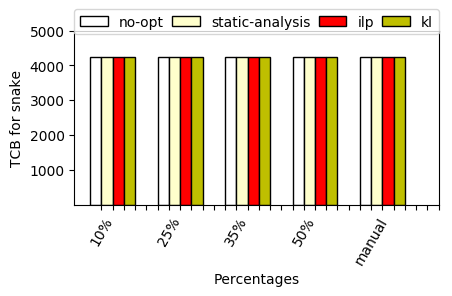 no-opt static-analysis ilp kl
5000
4000
3000
2000
1000
TCB for snake
10% 25% 35% 50% manual
Percentages